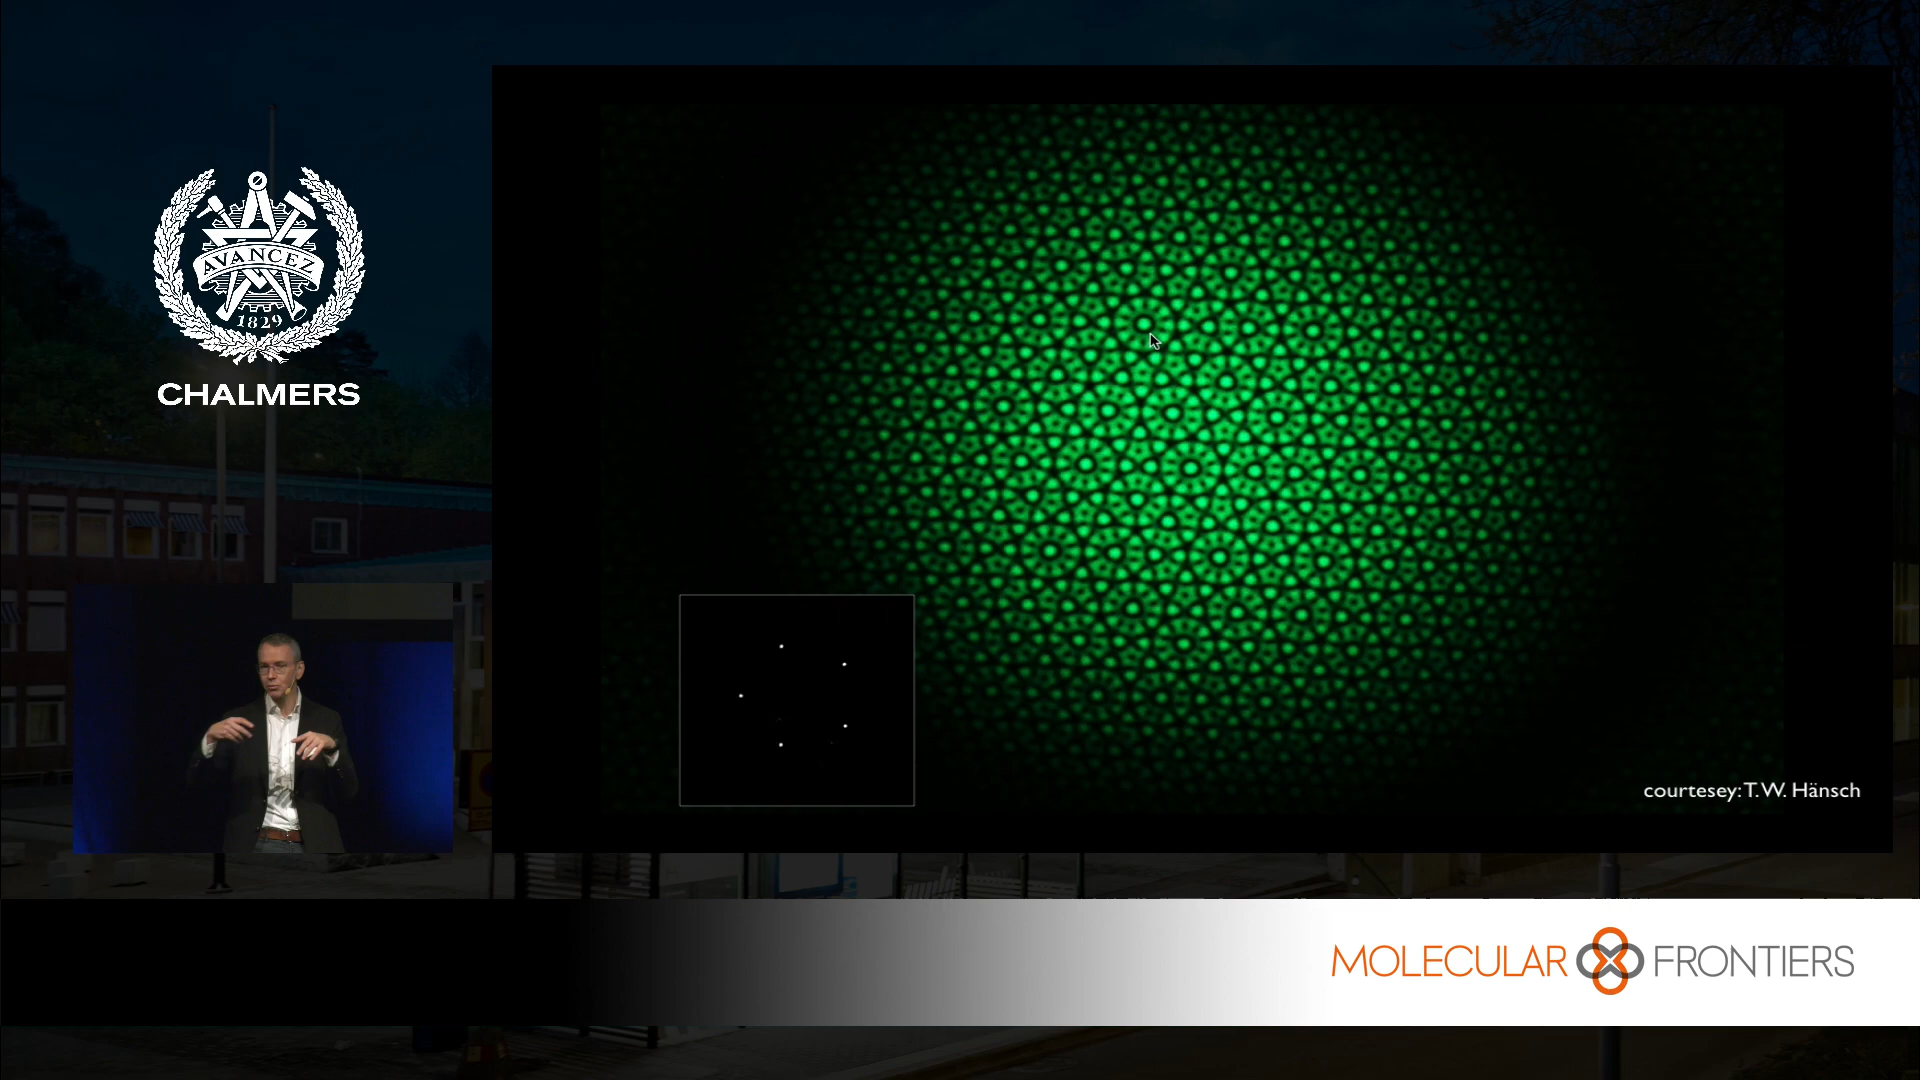 AVANCEZ
1829
CHALMERS
courtesey: T.W. Hänsch
MOLECULAR FRONTIERS